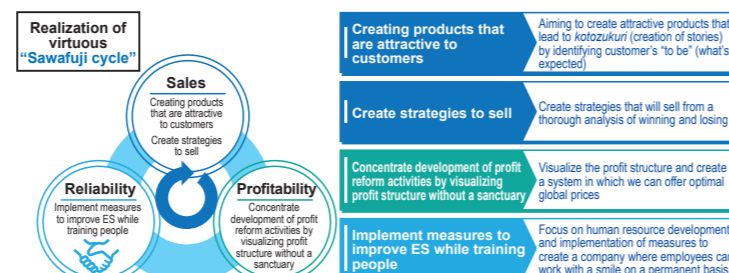 Realization of
virtuous
“Sawafuji cycle”
Sales
Creating products
that are attractive
to customers
Create strategies
to sell
Reliability
Implement measures
to improve ES while
training people
Profitability
Concentrate
development of profit
reform activities by
visualizing profit
structure without a
sanctuary
Creating products that
are attractive to
customers
Aiming to create attractive products that
lead to kotozukuri (creation of stories)
by identifying customer’s “to be” (what’s
expected)
Create strategies to sell
Create strategies that will sell from a
thorough analysis of winning and losing
Concentrate development of profit
reform activities by visualizing
profit structure without a sanctuary
Visualize the profit structure and create
a system in which we can offer optimal
global prices
Implement measures to
improve ES while training
people
Focus on human resource development
and implementation of measures to
create a company where employees can
work with a smile on a permanent basis